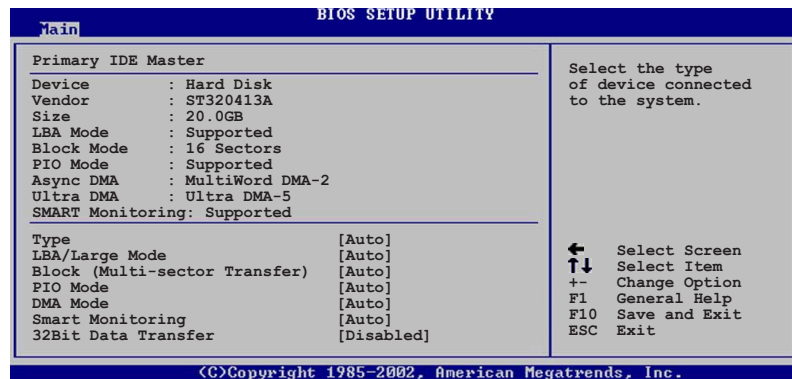 BIOS SETUP UTILITY
Main
Primary IDE Master
Device : Hard Disk
Vendor : ST320413A
Size : 20.0GB
LBA Mode : Supported
Block Mode : 16 Sectors
PIO Mode : Supported
Async DMA : MultiWord DMA-2
Ultra DMA : Ultra DMA-5
SMART Monitoring: Supported
Type [Auto]
LBA/Large Mode [Auto]
Block (Multi-sector Transfer) [Auto]
PIO Mode [Auto]
DMA Mode [Auto]
Smart Monitoring [Auto]
32Bit Data Transfer [Disabled]
Select the type
of device connected
to the system.
← Select Screen
↑↓ Select Item
+- Change Option
F1 General Help
F10 Save and Exit
ESC Exit
(C)Copyright 1985-2002, American Megatrends, Inc.